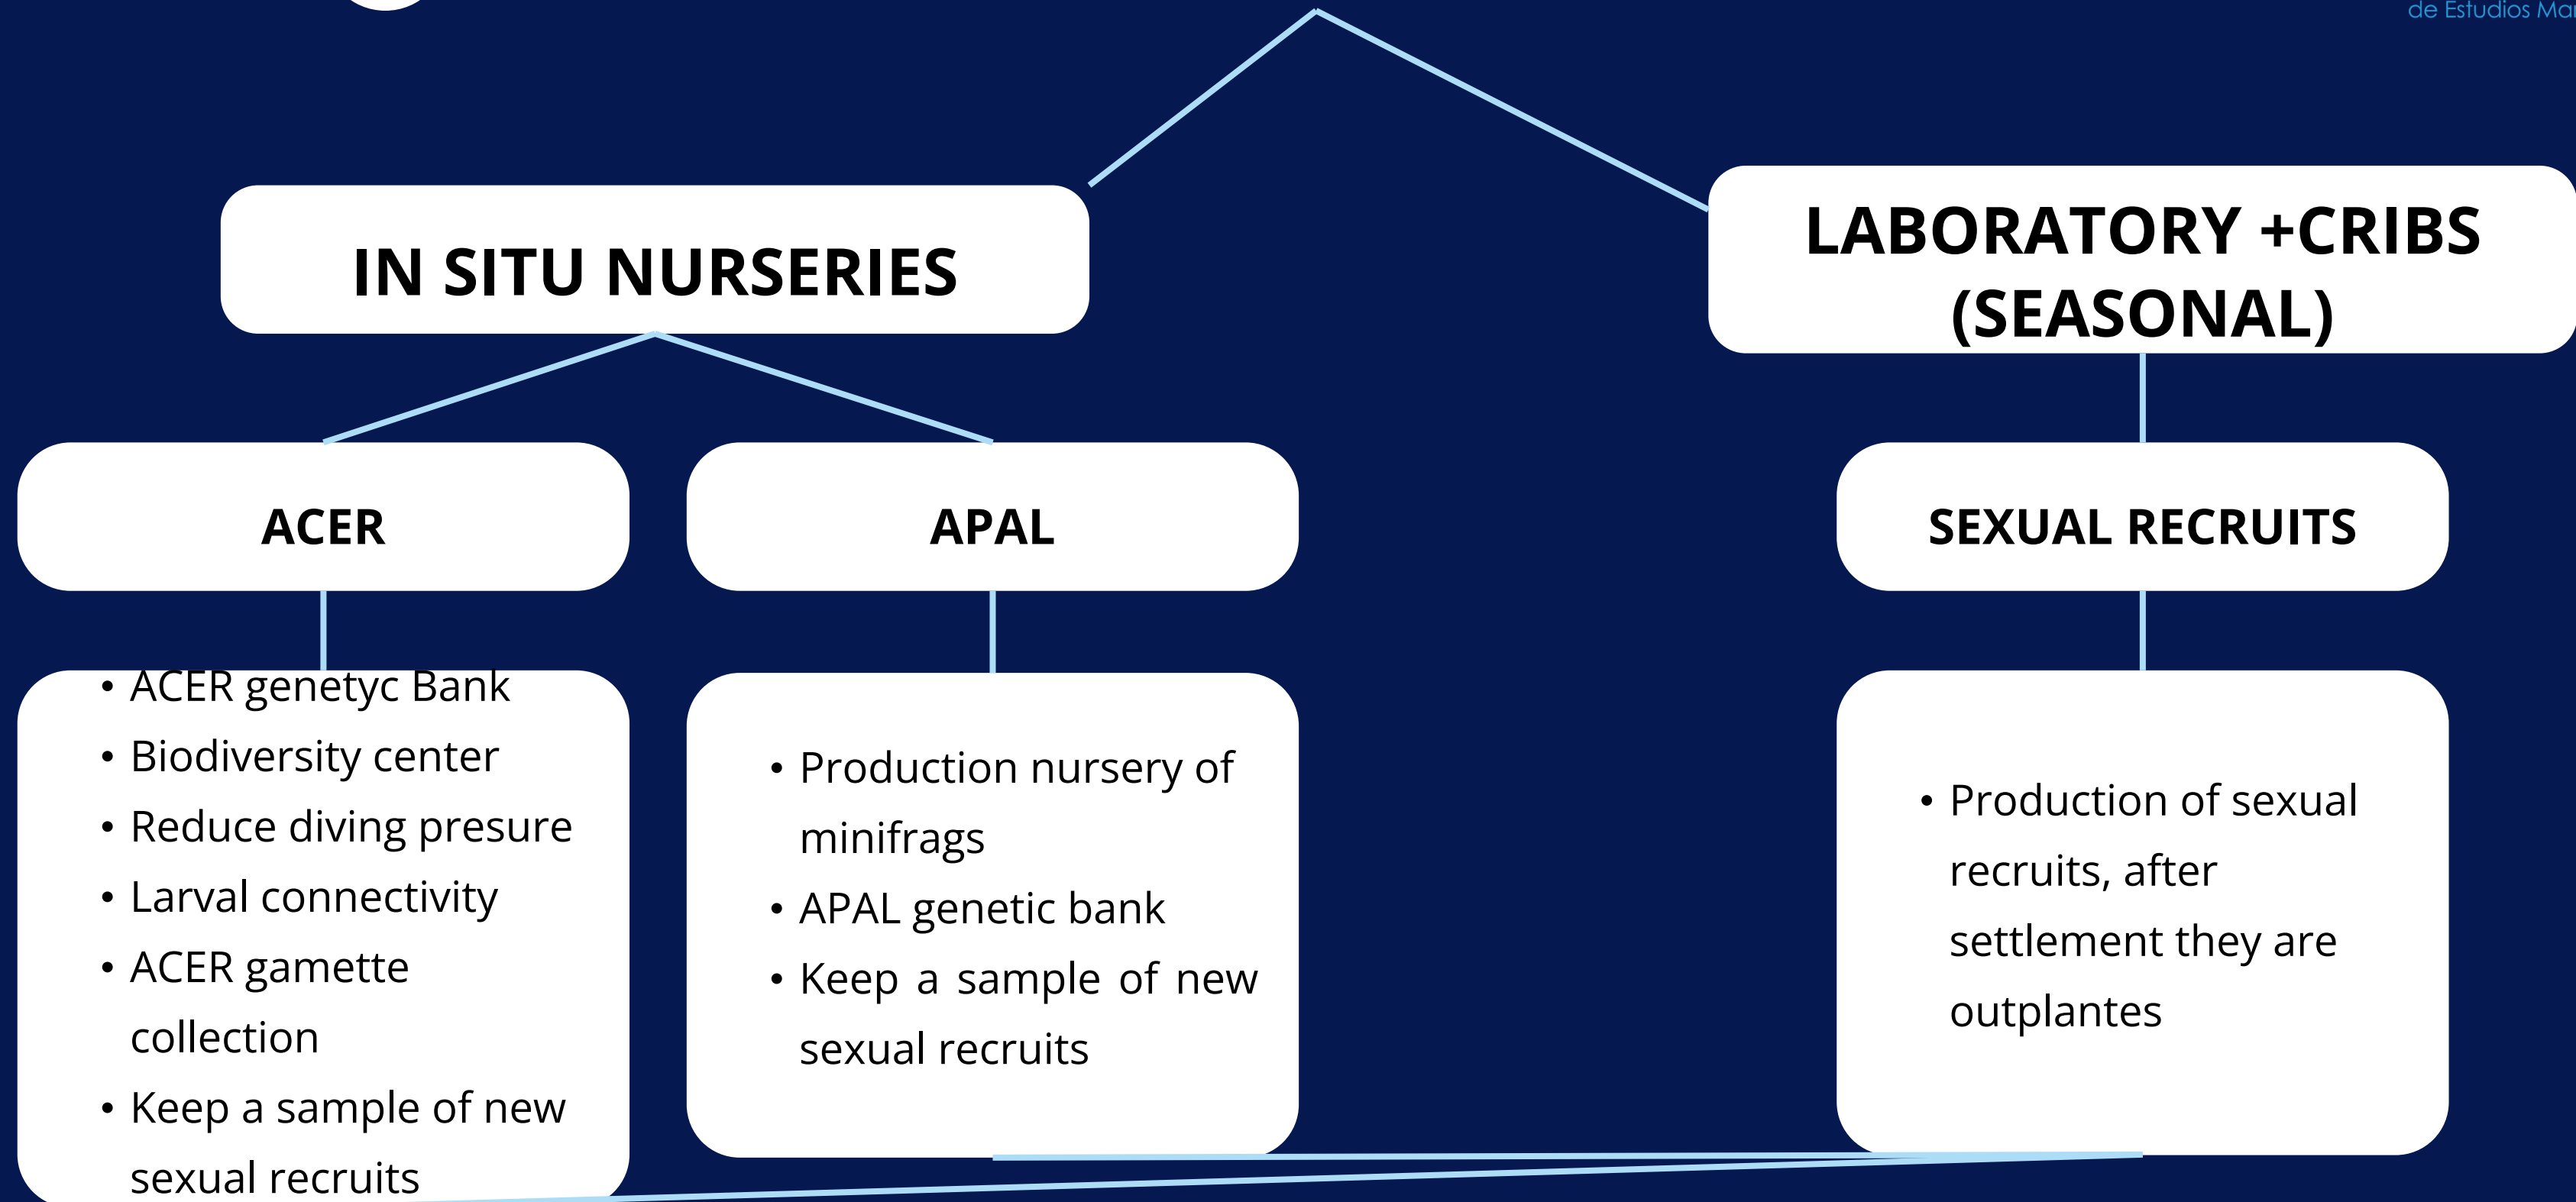 de Estudios Mar
IN SITU NURSERIES
LABORATORY +CRIBS
(SEASONAL)
ACER
APAL
SEXUAL RECRUITS
• ACER genetyc Bank
• Biodiversity center
• Reduce diving presure
• Larval connectivity
• ACER gamette
collection
• Keep a sample of new
sexual recruits
• Production nursery of
minifrags
• APAL genetic bank
• Keep a sample of new
sexual recruits
• Production of sexual
recruits, after
settlement they are
outplantes